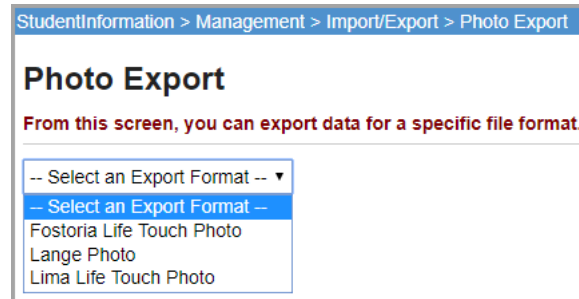 StudentInformation > Management > Import/Export > Photo Export
Photo Export
From this screen, you can export data for a specific file format.
-- Select an Export Format --
-- Select an Export Format --
Fostoria Life Touch Photo
Lange Photo
Lima Life Touch Photo